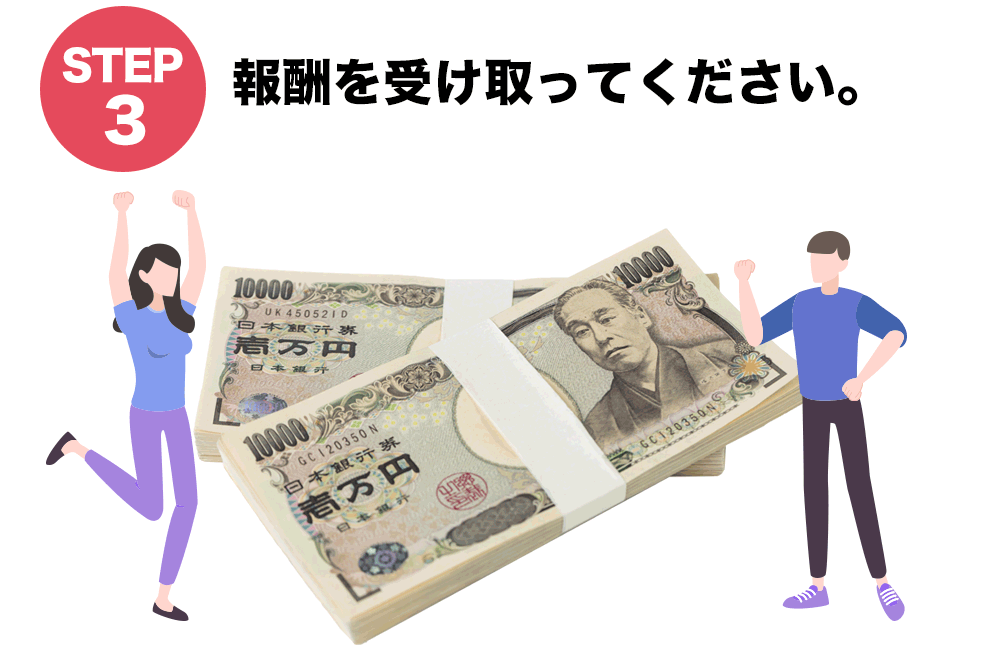 STEP
3
報酬を受け取ってください。
10000
UK450521D
日本銀行券
壱万円
日本銀行
10000
GC120350N
日本銀行券
壱万円
日本銀行
10000
GC120350N